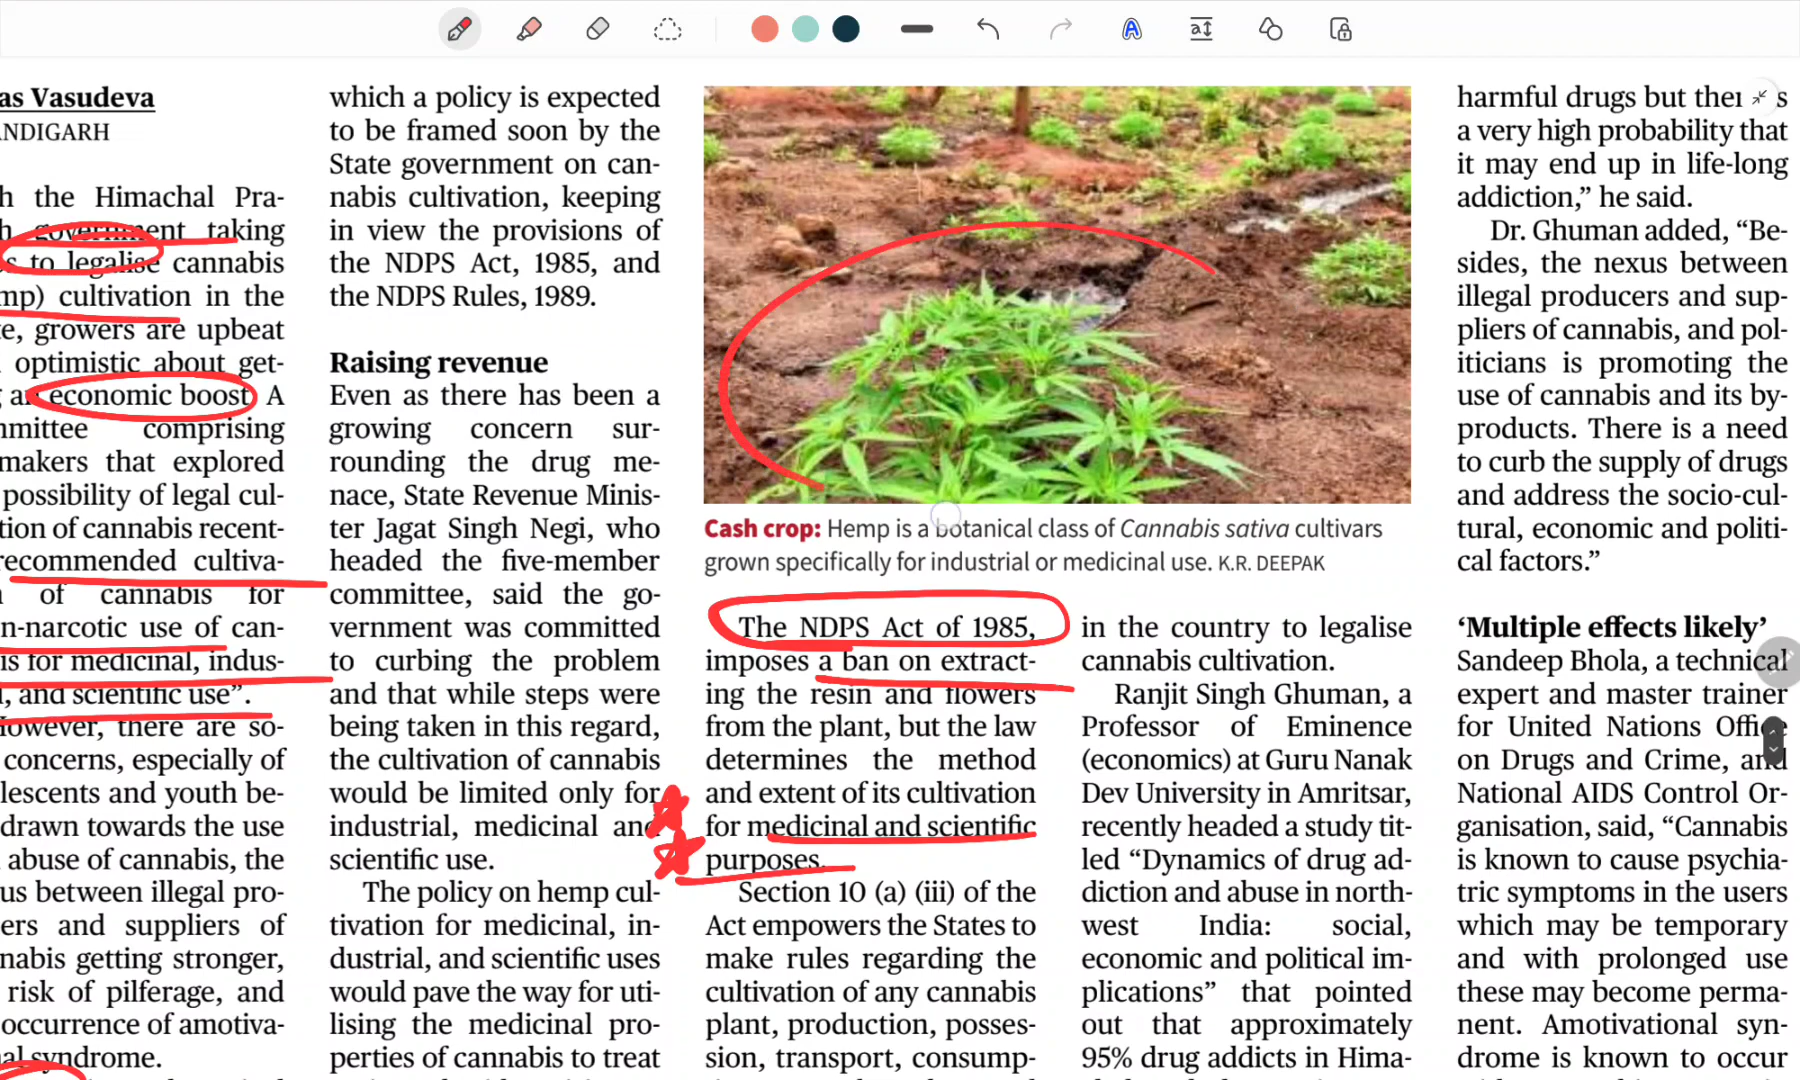 as Vasudeva
ANDIGARH
h the Himachal Pra-
h government taking
s to legalise cannabis
mp) cultivation in the
te, growers are upbeat
optimistic about get-
g an economic boost. A
mmittee comprising
makers that explored
possibility of legal cul-
tion of cannabis recent-
recommended cultiva-
n of cannabis for
n-narcotic use of can-
is for medicinal, indus-
l, and scientific use”.
However, there are so-
concerns, especially of
lescents and youth be-
drawn towards the use
abuse of cannabis, the
us between illegal pro-
ers and suppliers of
nabis getting stronger,
risk of pilferage, and
occurrence of amotiva-
al syndrome.
which a policy is expected
to be framed soon by the
State government on can-
nabis cultivation, keeping
in view the provisions of
the NDPS Act, 1985, and
the NDPS Rules, 1989.
Raising revenue
Even as there has been a
growing concern sur-
rounding the drug me-
nace, State Revenue Minis-
ter Jagat Singh Negi, who
headed the five-member
committee, said the go-
vernment was committed
to curbing the problem
and that while steps were
being taken in this regard,
the cultivation of cannabis
would be limited only for
industrial, medicinal and
scientific use.
The policy on hemp cul-
tivation for medicinal, in-
dustrial, and scientific uses
would pave the way for uti-
lising the medicinal pro-
perties of cannabis to treat
Cash crop: Hemp is a botanical class of Cannabis sativa cultivars
grown specifically for industrial or medicinal use. K.R. DEEPAK
The NDPS Act of 1985,
imposes a ban on extract-
ing the resin and flowers
from the plant, but the law
determines the method
and extent of its cultivation
for medicinal and scientific
purposes.
Section 10 (a) (iii) of the
Act empowers the States to
make rules regarding the
cultivation of any cannabis
plant, production, posses-
sion, transport, consump-
in the country to legalise
cannabis cultivation.
Ranjit Singh Ghuman, a
Professor of Eminence
(economics) at Guru Nanak
Dev University in Amritsar,
recently headed a study tit-
led “Dynamics of drug ad-
diction and abuse in north-
west India: social,
economic and political im-
plications” that pointed
out that approximately
95% drug addicts in Hima-
harmful drugs but there is
a very high probability that
it may end up in life-long
addiction,” he said.
Dr. Ghuman added, “Be-
sides, the nexus between
illegal producers and sup-
pliers of cannabis, and pol-
iticians is promoting the
use of cannabis and its by-
products. There is a need
to curb the supply of drugs
and address the socio-cul-
tural, economic and politi-
cal factors.”
‘Multiple effects likely’
Sandeep Bhola, a technical
expert and master trainer
for United Nations Office
on Drugs and Crime, and
National AIDS Control Or-
ganisation, said, “Cannabis
is known to cause psychia-
tric symptoms in the users
which may be temporary
and with prolonged use
these may become perma-
nent. Amotivational syn-
drome is known to occur